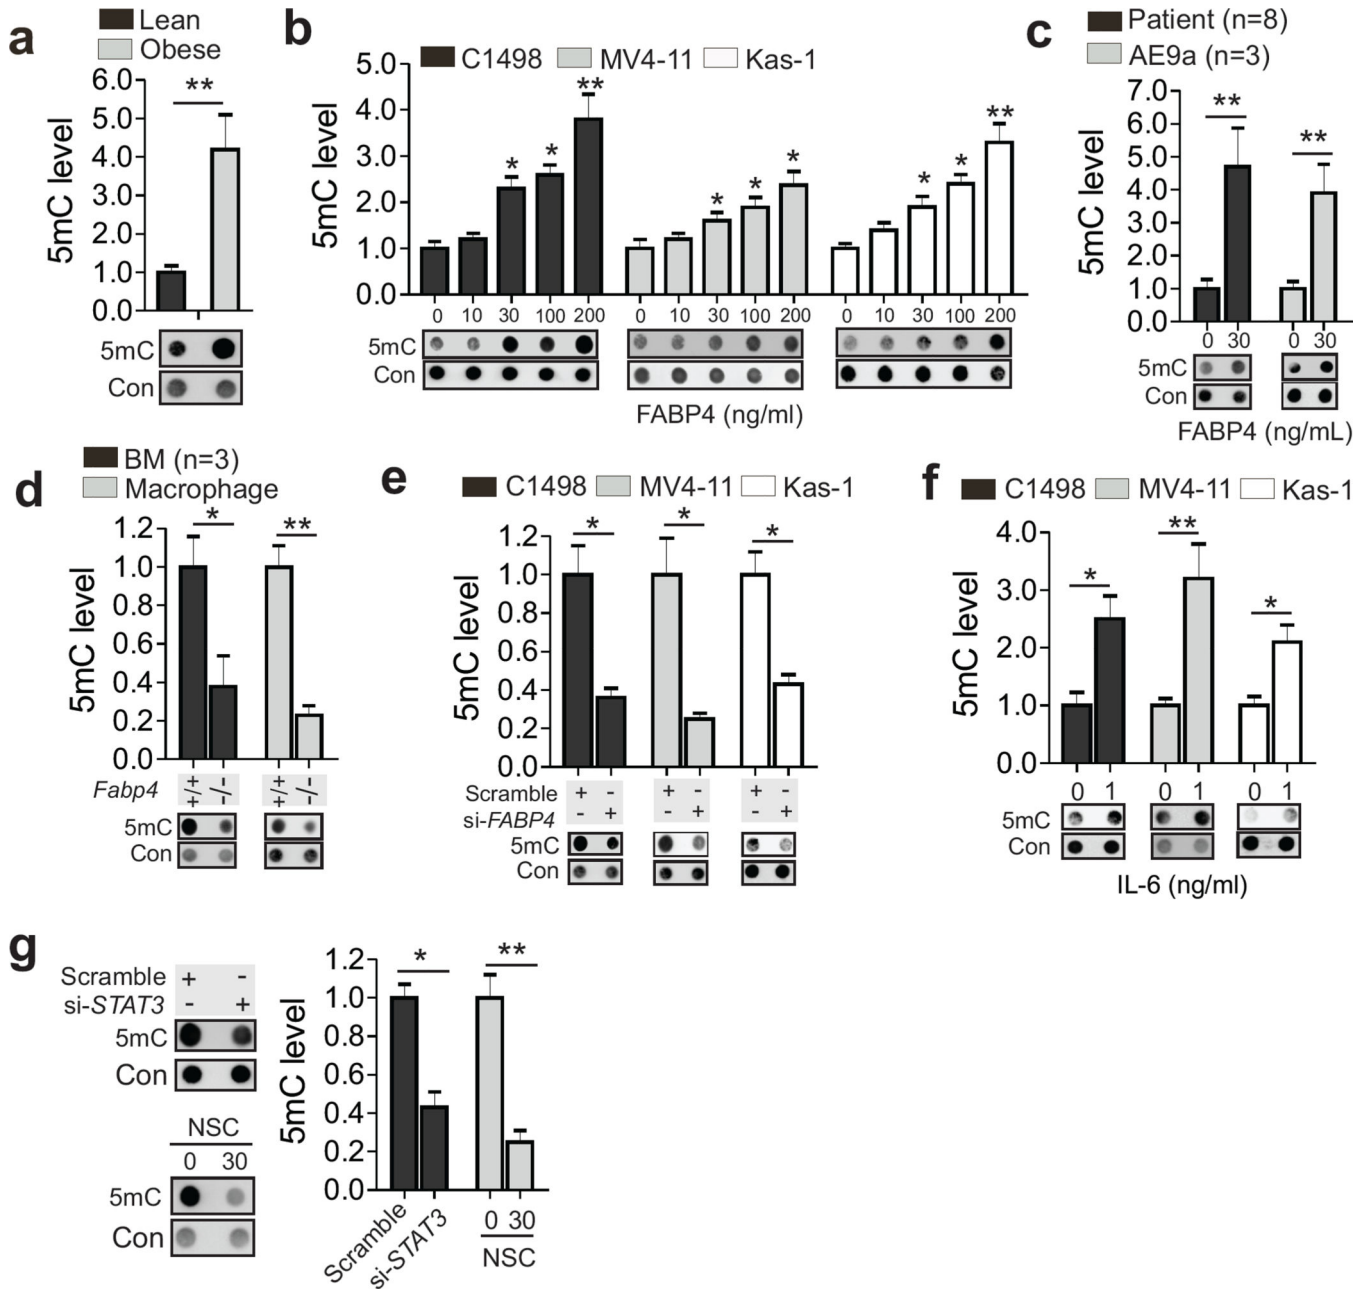 a
Lean
Obese
**
5mC level
6.0
5.0
4.0
3.0
2.0
1.0
0.0
5mC
Con
b
C1498 MV4-11 Kas-1
5mC level
5.0
4.0
3.0
2.0
1.0
0.0
* * **
* * *
* * **
0 10 30 100 200 0 10 30 100 200 0 10 30 100 200
5mC
Con
FABP4 (ng/ml)
c
Patient (n=8)
AE9a (n=3)
5mC level
7.0
6.0
5.0
4.0
3.0
2.0
1.0
0.0
** **
0 30 0 30
5mC
Con
FABP4 (ng/mL)
d
BM (n=3)
Macrophage
5mC level
1.2
1.0
0.8
0.6
0.4
0.2
0.0
* **
Fabp4 +/+ -/- +/+ -/-
5mC
Con
e
C1498 MV4-11 Kas-1
5mC level
1.2
1.0
0.8
0.6
0.4
0.2
0.0
* * *
Scramble + - + - + -
si-FABP4 - + - + - +
5mC
Con
f
C1498 MV4-11 Kas-1
5mC level
4.0
3.0
2.0
1.0
0.0
* ** *
0 1 0 1 0 1
5mC
Con
IL-6 (ng/ml)
g
Scramble + -
si-STAT3 - +
5mC
Con
NSC
0 30
5mC
Con
5mC level
1.2
1.0
0.8
0.6
0.4
0.2
0.0
* **
Scramble
si-STAT3
0 30
NSC